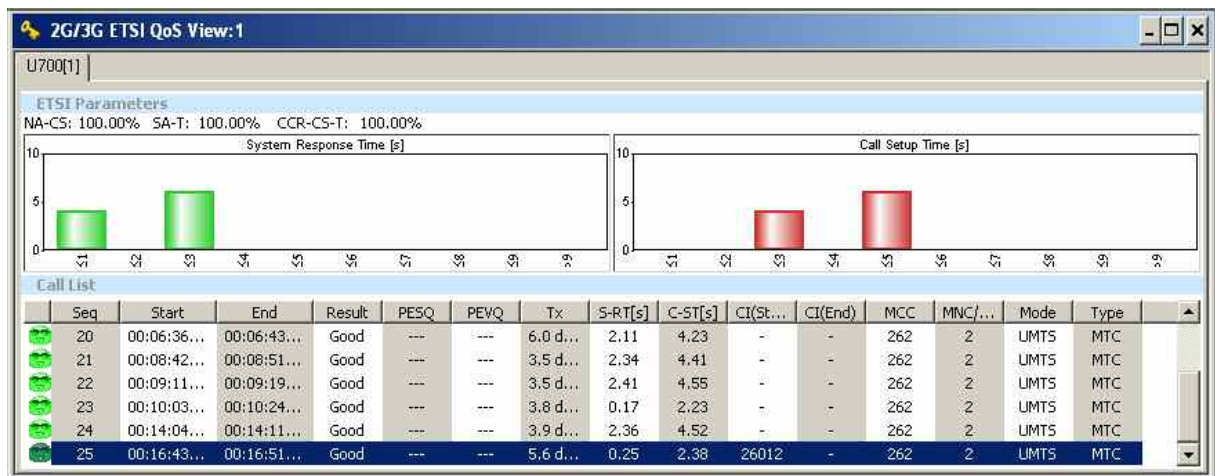 2G/3G ETSI QoS View:1
U700[1]
ETSI Parameters
NA-CS: 100.00% SA-T: 100.00% CCR-CS-T: 100.00%
System Response Time [s]
10
5
0
Call Setup Time [s]
10
5
0
Call List
Seq Start End Result PESQ PEVQ Tx S-RT[s] C-ST[s] CI(St... CI(End) MCC MNC/... Mode Type
20 00:06:36... 00:06:43... Good --- --- 6.0 d... 2.11 4.23 - - 262 2 UMTS MTC
21 00:08:42... 00:08:51... Good --- --- 3.5 d... 2.34 4.41 - - 262 2 UMTS MTC
22 00:09:11... 00:09:19... Good --- --- 3.5 d... 2.41 4.55 - - 262 2 UMTS MTC
23 00:10:03... 00:10:24... Good --- --- 3.8 d... 0.17 2.23 - - 262 2 UMTS MTC
24 00:14:04... 00:14:11... Good --- --- 3.9 d... 2.36 4.52 - - 262 2 UMTS MTC
25 00:16:43... 00:16:51... Good --- --- 5.6 d... 0.25 2.38 26012 - 262 2 UMTS MTC